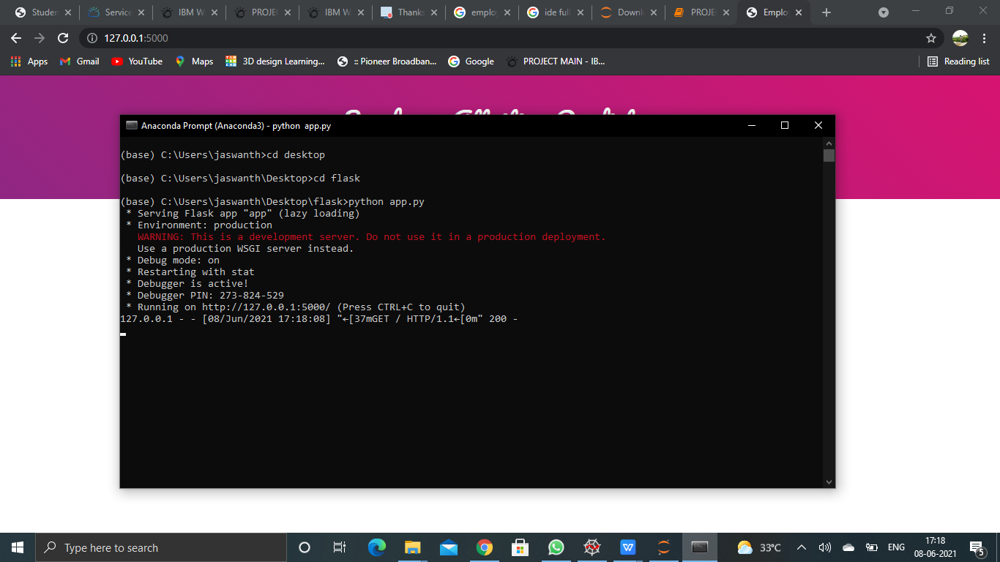 Studen
Service
IBM W
PROJEC
IBM W
Thanks
emplo
ide full
Downl
PROJE
Emplo
127.0.0.1:5000
Apps
Gmail
YouTube
Maps
3D design Learning...
:: Pioneer Broadban...
Google
PROJECT MAIN - IB...
Reading list
Anaconda Prompt (Anaconda3) - python  app.py
(base) C:\Users\jaswanth>cd desktop
(base) C:\Users\jaswanth\Desktop>cd flask
(base) C:\Users\jaswanth\Desktop\flask>python app.py
* Serving Flask app "app" (lazy loading)
* Environment: production
WARNING: This is a development server. Do not use it in a production deployment.
Use a production WSGI server instead.
* Debug mode: on
* Restarting with stat
* Debugger is active!
* Debugger PIN: 273-824-529
* Running on http://127.0.0.1:5000/ (Press CTRL+C to quit)
127.0.0.1 - - [08/Jun/2021 17:18:08] "←[37mGET / HTTP/1.1←[0m" 200 -
Type here to search
33°C
ENG
17:18
08-06-2021
5